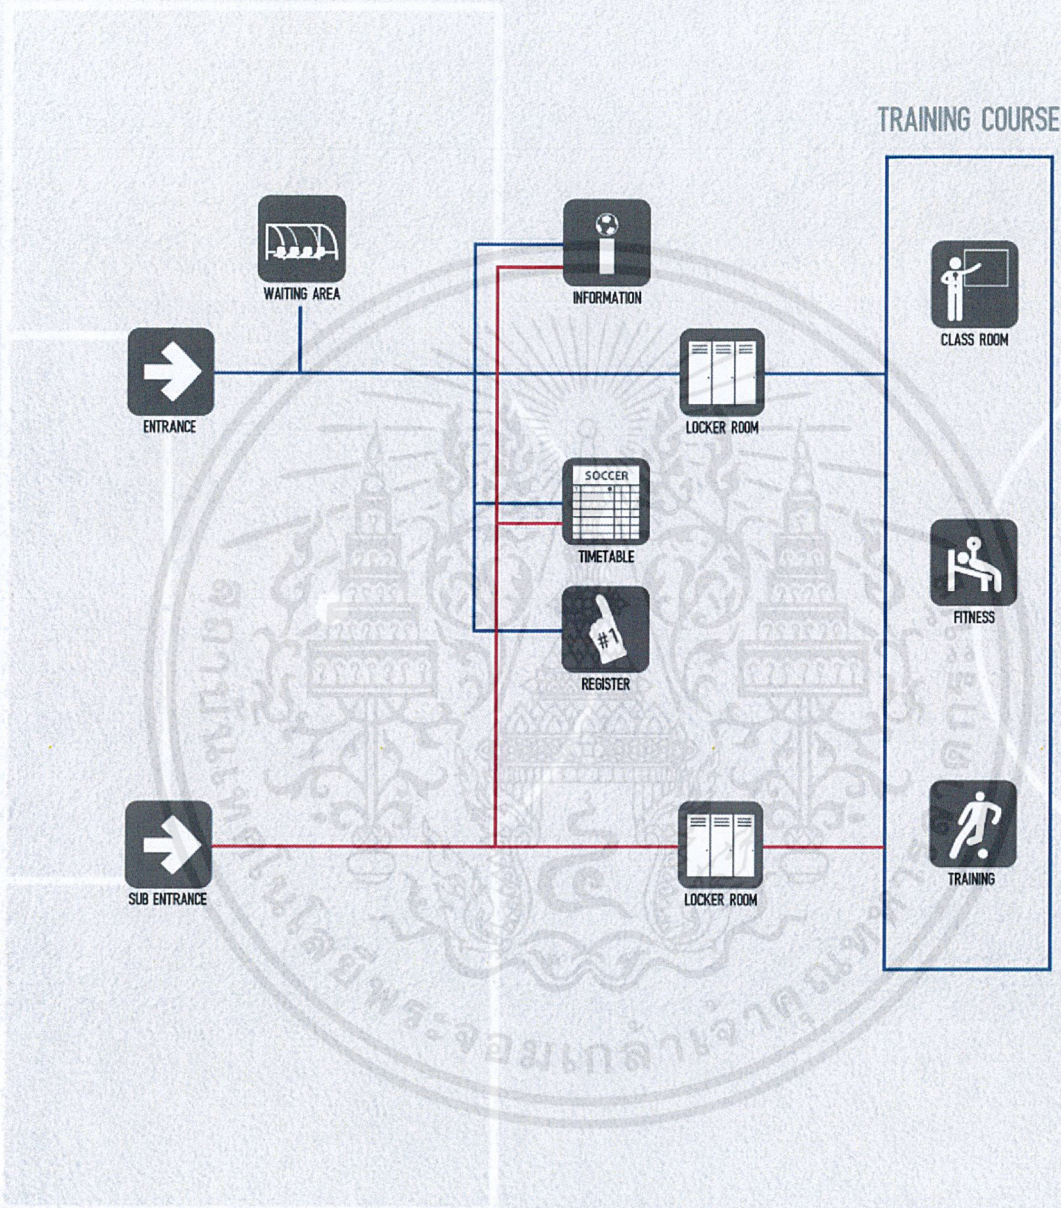 TRAINING COURSE
WAITING AREA
INFORMATION
CLASS ROOM
ENTRANCE
LOCKER ROOM
SOCCER
TIMETABLE
FITNESS
#1
REGISTER
SUB ENTRANCE
LOCKER ROOM
TRAINING